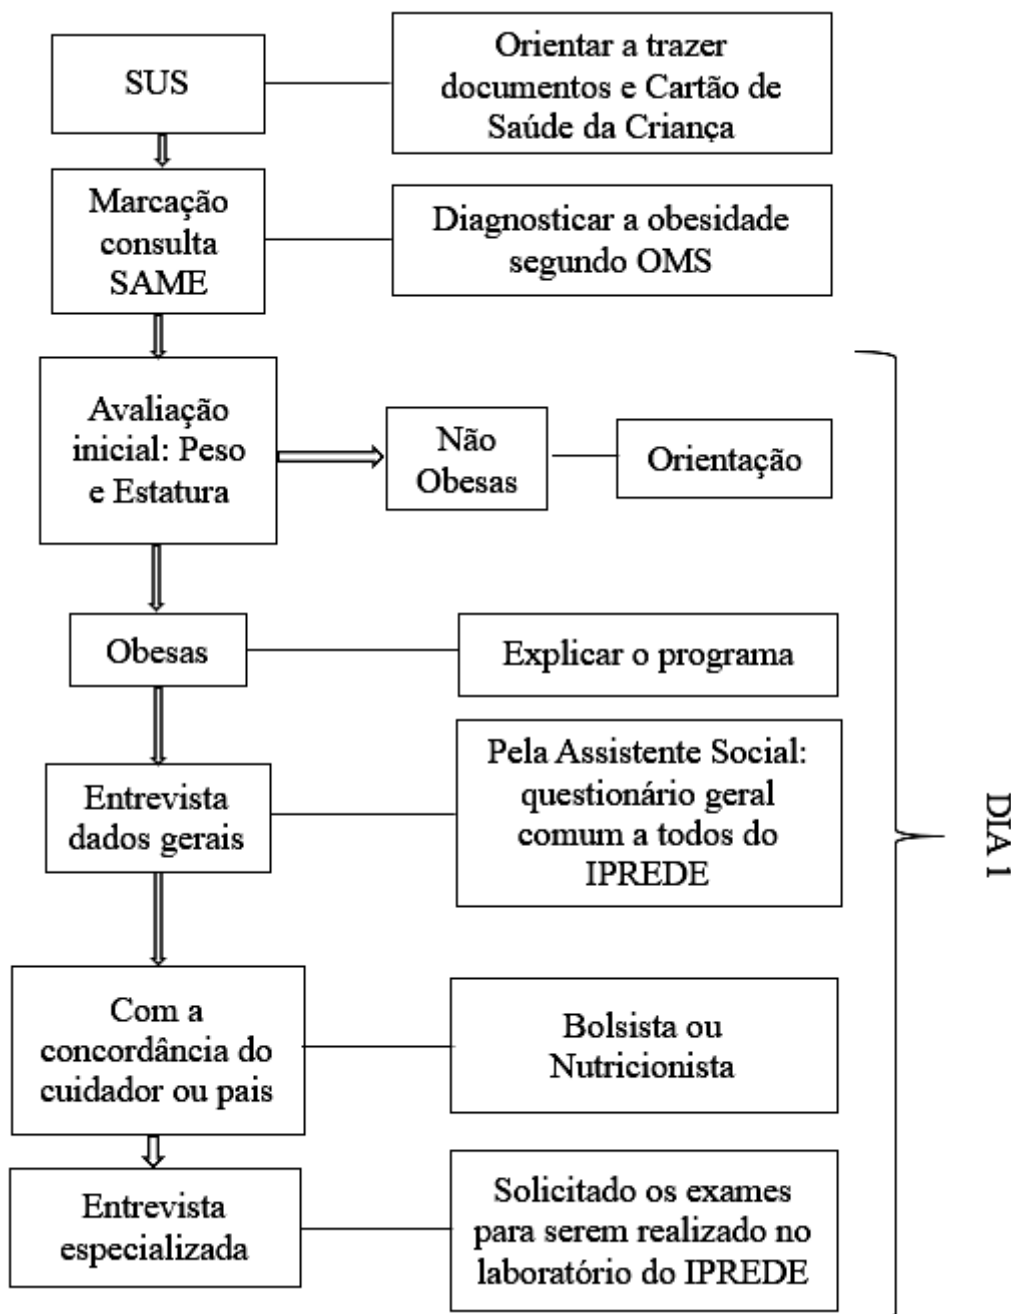 SUS
Orientar a trazer
documentos e Cartão de
Saúde da Criança
Marcação
consulta
SAME
Diagnosticar a obesidade
segundo OMS
Avaliação
inicial: Peso
e Estatura
Não
Obesas
Orientação
Obesas
Explicar o programa
Entrevista
dados gerais
Pela Assistente Social:
questionário geral
comum a todos do
IPREDE
Com a
concordância do
cuidador ou pais
Bolsista ou
Nutricionista
Entrevista
especializada
Solicitado os exames
para serem realizado no
laboratório do IPREDE
DIA 1